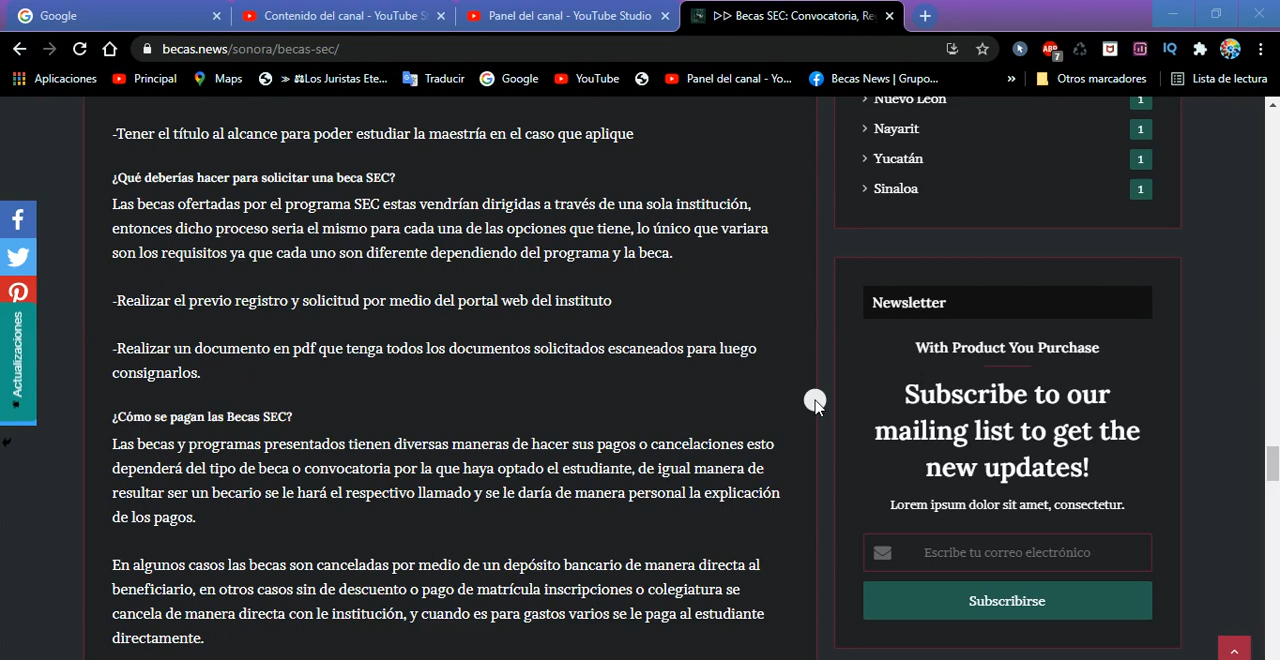 Google
Contenido del canal - YouTube S
Panel del canal - YouTube Studio
▷▷ Becas SEC: Convocatoria, Re
becas.news/sonora/becas-sec/
7
IQ
Aplicaciones
Principal
Maps
» ⚖Los Juristas Ete...
Traducir
Google
YouTube
Panel del canal - Yo...
Becas News | Grupo...
»
Otros marcadores
Lista de lectura
-Tener el título al alcance para poder estudiar la maestría en el caso que aplique
¿Qué deberías hacer para solicitar una beca SEC?
Las becas ofertadas por el programa SEC estas vendrían dirigidas a través de una sola institución,
entonces dicho proceso seria el mismo para cada una de las opciones que tiene, lo único que variara
son los requisitos ya que cada uno son diferente dependiendo del programa y la beca.
-Realizar el previo registro y solicitud por medio del portal web del instituto
-Realizar un documento en pdf que tenga todos los documentos solicitados escaneados para luego
consignarlos.
¿Cómo se pagan las Becas SEC?
Las becas y programas presentados tienen diversas maneras de hacer sus pagos o cancelaciones esto
dependerá del tipo de beca o convocatoria por la que haya optado el estudiante, de igual manera de
resultar ser un becario se le hará el respectivo llamado y se le daría de manera personal la explicación
de los pagos.
En algunos casos las becas son canceladas por medio de un depósito bancario de manera directa al
beneficiario, en otros casos sin de descuento o pago de matrícula inscripciones o colegiatura se
cancela de manera directa con le institución, y cuando es para gastos varios se le paga al estudiante
directamente.
Actualizaciones
Nuevo León 1
Nayarit 1
Yucatán 1
Sinaloa 1
Newsletter
With Product You Purchase
Subscribe to our
mailing list to get the
new updates!
Lorem ipsum dolor sit amet, consectetur.
Escribe tu correo electrónico
Subscribirse